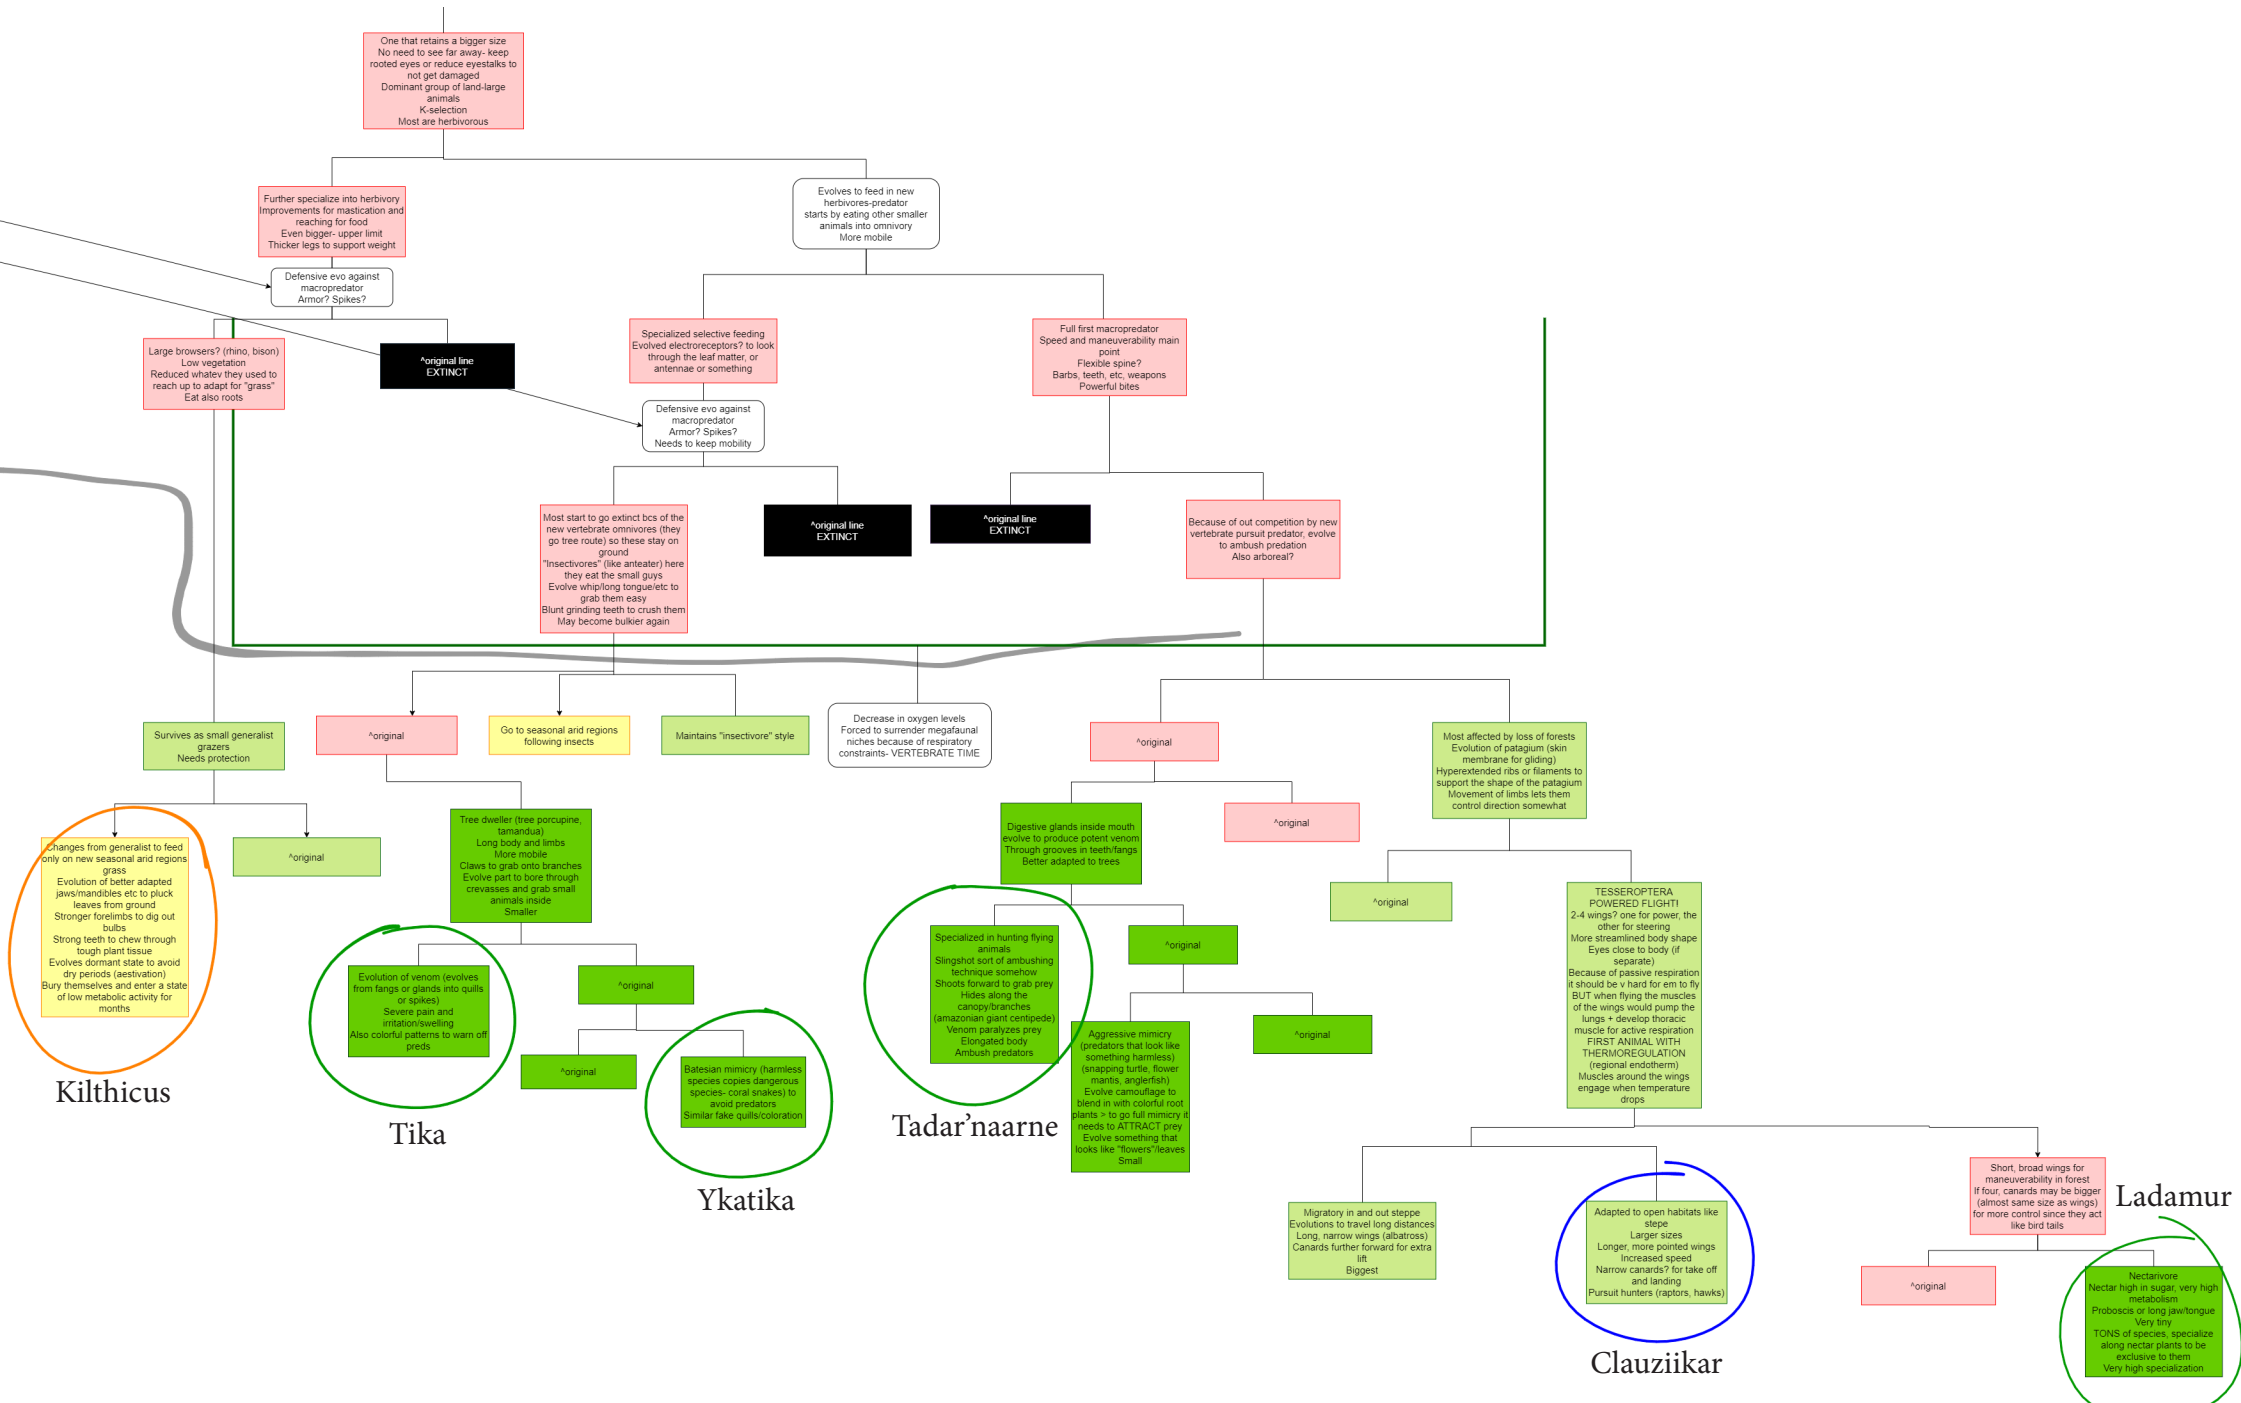 One that retains a bigger size
No need to see far away- keep
rooted eyes or reduce eyestalks to
not get damaged
Dominant group of land-large
animals
K-selection
Most are herbivorous
Further specialize into herbivory
Improvements for mastication and
reaching for food
Even bigger- upper limit
Thicker legs to support weight
Evolves to feed in new
herbivores-predator
starts by eating other smaller
animals into omnivory
More mobile
Defensive evo against
macropredator
Armor? Spikes?
Large browsers? (rhino, bison)
Low vegetation
Reduced whatev they used to
reach up to adapt for "grass"
Eat also roots
^original line
EXTINCT
Specialized selective feeding
Evolved electroreceptors? to look
through the leaf matter, or
antennae or something
Full first macropredator
Speed and maneuverability main
point
Flexible spine?
Barbs, teeth, etc, weapons
Powerful bites
Defensive evo against
macropredator
Armor? Spikes?
Needs to keep mobility
Most start to go extinct bcs of the
new vertebrate omnivores (they
go tree route) so these stay on
ground
"Insectivores" (like anteater) here
they eat the small guys
Evolve whip/long tongue/etc to
grab them easy
Blunt grinding teeth to crush them
May become bulkier again
^original line
EXTINCT
^original line
EXTINCT
Because of out competition by new
vertebrate pursuit predator, evolve
to ambush predation
Also arboreal?
Survives as small generalist
grazers
Needs protection
^original
Go to seasonal arid regions
following insects
Maintains "insectivore" style
Decrease in oxygen levels
Forced to surrender megafaunal
niches because of respiratory
constraints- VERTEBRATE TIME
^original
Most affected by loss of forests
Evolution of patagium (skin
membrane for gliding)
Hyperextended ribs or filaments to
support the shape of the patagium
Movement of limbs lets them
control direction somewhat
Changes from generalist to feed
only on new seasonal arid regions
grass
Evolution of better adapted
jaws/mandibles etc to pluck
leaves from ground
Stronger forelimbs to dig out
bulbs
Strong teeth to chew through
tough plant tissue
Evolves dormant state to avoid
dry periods (aestivation)
Bury themselves and enter a state
of low metabolic activity for
months
Kilthicus
^original
Tree dweller (tree porcupine,
tamandua)
Long body and limbs
More mobile
Claws to grab onto branches
Evolve part to bore through
crevasses and grab small
animals inside
Smaller
Digestive glands inside mouth
evolve to produce potent venom
Through grooves in teeth/fangs
Better adapted to trees
^original
Evolution of venom (evolves
from fangs or glands into quills
or spikes)
Severe pain and
irritation/swelling
Also colorful patterns to warn off
preds
Tika
^original
^original
Batesian mimicry (harmless
species copies dangerous
species- coral snakes) to
avoid predators
Similar fake quills/coloration
Ykatika
Specialized in hunting flying
animals
Slingshot sort of ambushing
technique somehow
Shoots forward to grab prey
Hides along the
canopy/branches
(amazonian giant centipede)
Venom paralyzes prey
Elongated body
Ambush predators
Tadar'naarne
^original
Aggressive mimicry
(predators that look like
something harmless)
(snapping turtle, flower
mantis, anglerfish)
Evolve camouflage to
blend in with colorful root
plants > to go full mimicry it
needs to ATTRACT prey
Evolve something that
looks like "flowers"/leaves
Small
^original
^original
TESSEROPTERA
POWERED FLIGHT!
2-4 wings? one for power, the
other for steering
More streamlined body shape
Eyes close to body (if
separate)
Because of passive respiration
it should be v hard for em to fly
BUT when flying the muscles
of the wings would pump the
lungs + develop thoracic
muscle for active respiration
FIRST ANIMAL WITH
THERMOREGULATION
(regional endotherm)
Muscles around the wings
engage when temperature
drops
Migratory in and out steppe
Evolutions to travel long distances
Long, narrow wings (albatross)
Canards further forward for extra
lift
Biggest
Adapted to open habitats like
stepe
Larger sizes
Longer, more pointed wings
Increased speed
Narrow canards? for take off
and landing
Pursuit hunters (raptors, hawks)
Clauziikar
Short, broad wings for
maneuverability in forest
If four, canards may be bigger
(almost same size as wings)
for more control since they act
like bird tails
Ladamur
^original
Nectarivore
Nectar high in sugar, very high
metabolism
Proboscis or long jaw/tongue
Very tiny
TONS of species, specialize
along nectar plants to be
exclusive to them
Very high specialization